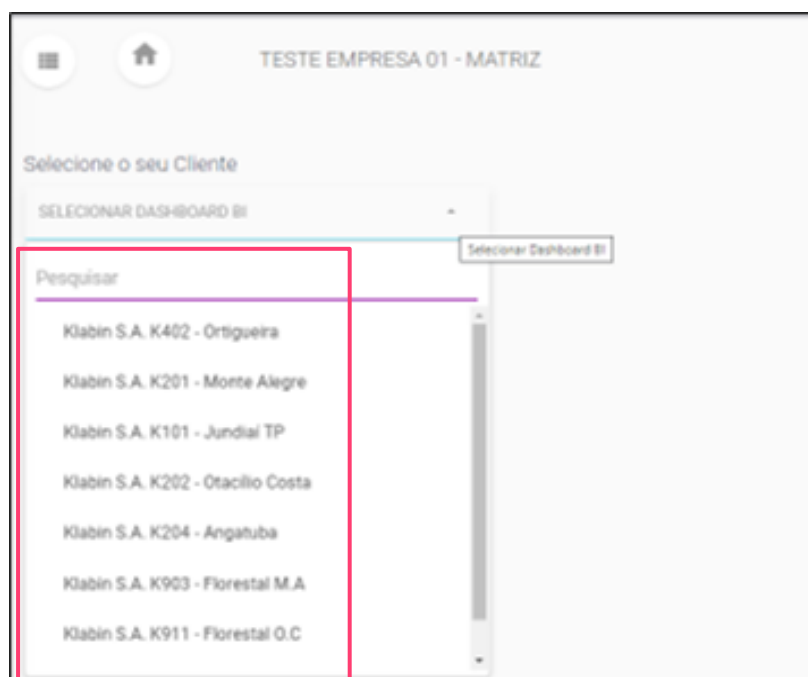 TESTE EMPRESA 01 - MATRIZ
Selecione o seu Cliente
SELECIONAR DASHBOARD BI
Selecionar Dashboard BI
Pesquisar
Klabin S.A. K402 - Ortigueira
Klabin S.A. K201 - Monte Alegre
Klabin S.A. K101 - Jundiaí TP
Klabin S.A. K202 - Otacílio Costa
Klabin S.A. K204 - Angatuba
Klabin S.A. K903 - Florestal M.A
Klabin S.A. K911 - Florestal O.C